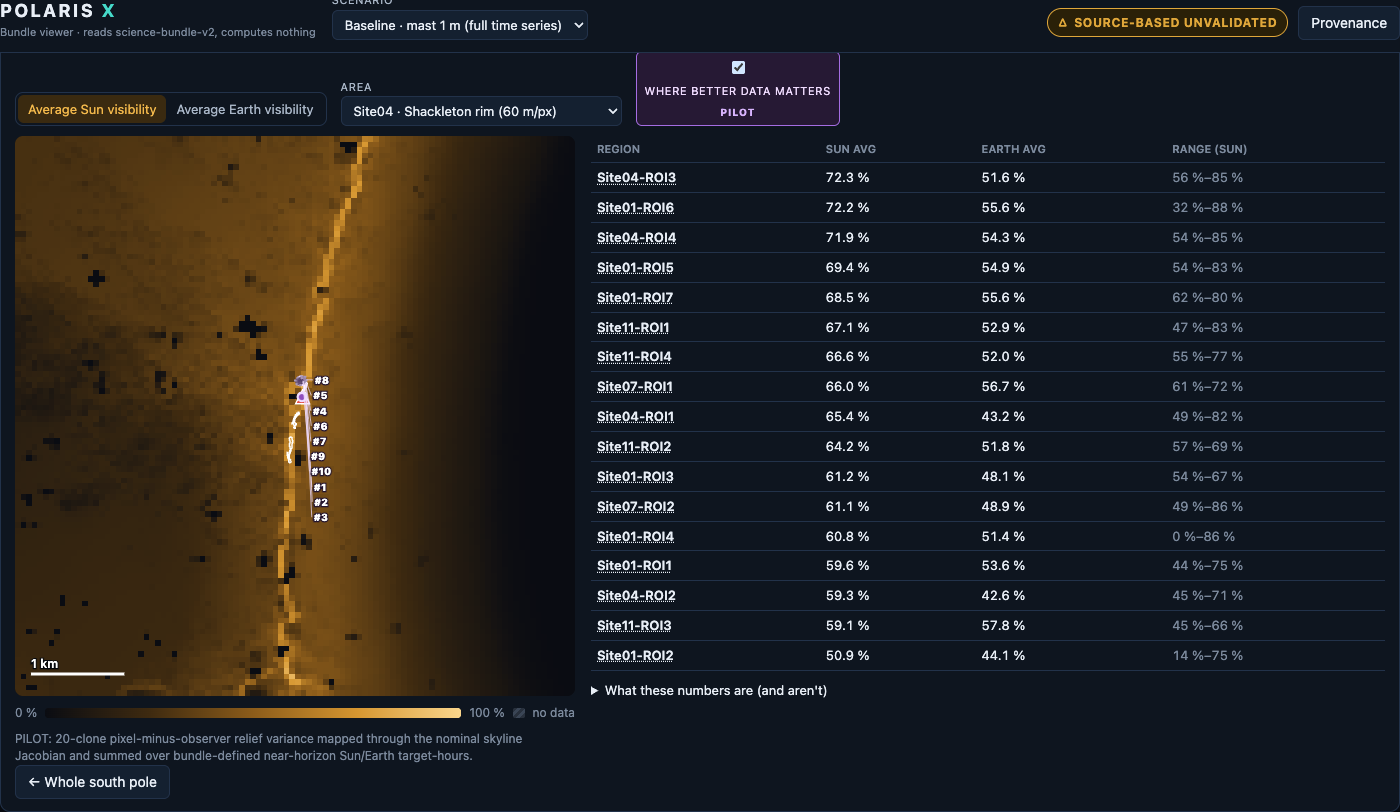 SCENARIO
POLARIS X
Bundle viewer · reads science-bundle-v2, computes nothing
Baseline · mast 1 m (full time series)
△ SOURCE-BASED UNVALIDATED
Provenance
Average Sun visibility
Average Earth visibility
AREA
Site04 · Shackleton rim (60 m/px)
WHERE BETTER DATA MATTERS
PILOT
#8
#5
#4
#6
#7
#9
#10
#1
#2
#3
1 km
0 %
100 %
no data
PILOT: 20-clone pixel-minus-observer relief variance mapped through the nominal skyline
Jacobian and summed over bundle-defined near-horizon Sun/Earth target-hours.
← Whole south pole
REGION SUN AVG EARTH AVG RANGE (SUN)
Site04-ROI3 72.3 % 51.6 % 56 %–85 %
Site01-ROI6 72.2 % 55.6 % 32 %–88 %
Site04-ROI4 71.9 % 54.3 % 54 %–85 %
Site01-ROI5 69.4 % 54.9 % 54 %–83 %
Site01-ROI7 68.5 % 55.6 % 62 %–80 %
Site11-ROI1 67.1 % 52.9 % 47 %–83 %
Site11-ROI4 66.6 % 52.0 % 55 %–77 %
Site07-ROI1 66.0 % 56.7 % 61 %–72 %
Site04-ROI1 65.4 % 43.2 % 49 %–82 %
Site11-ROI2 64.2 % 51.8 % 57 %–69 %
Site01-ROI3 61.2 % 48.1 % 54 %–67 %
Site07-ROI2 61.1 % 48.9 % 49 %–86 %
Site01-ROI4 60.8 % 51.4 % 0 %–86 %
Site01-ROI1 59.6 % 53.6 % 44 %–75 %
Site04-ROI2 59.3 % 42.6 % 45 %–71 %
Site11-ROI3 59.1 % 57.8 % 45 %–66 %
Site01-ROI2 50.9 % 44.1 % 14 %–75 %
▶ What these numbers are (and aren't)